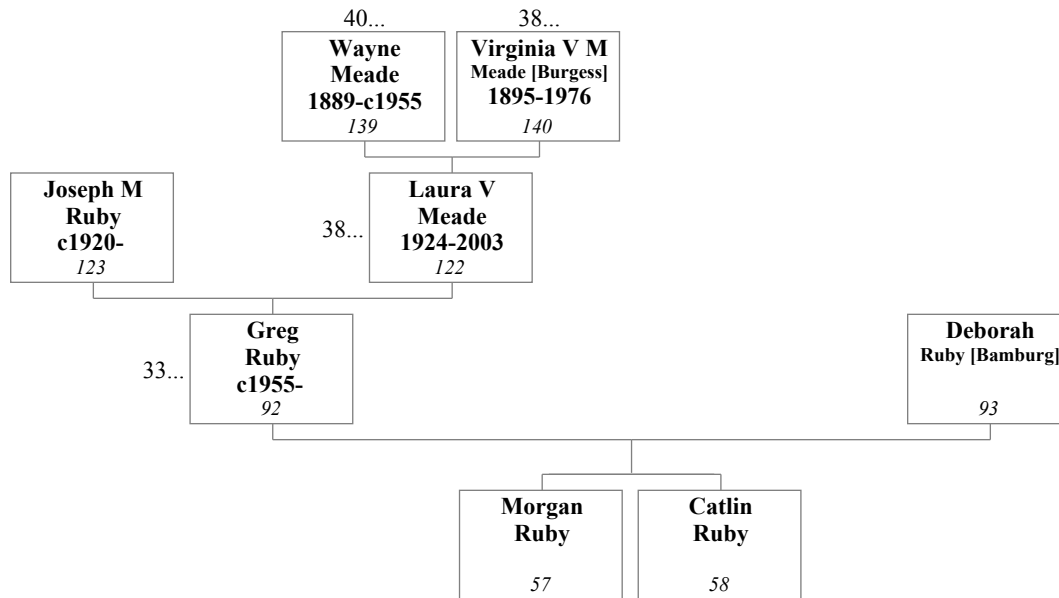 40...
38...
Wayne
Meade
1889-c1955
139
Virginia V M
Meade [Burgess]
1895-1976
140
Joseph M
Ruby
c1920-
123
38...
Laura V
Meade
1924-2003
122
33...
Greg
Ruby
c1955-
92
Deborah
Ruby [Bamburg]
93
Morgan
Ruby
57
Catlin
Ruby
58